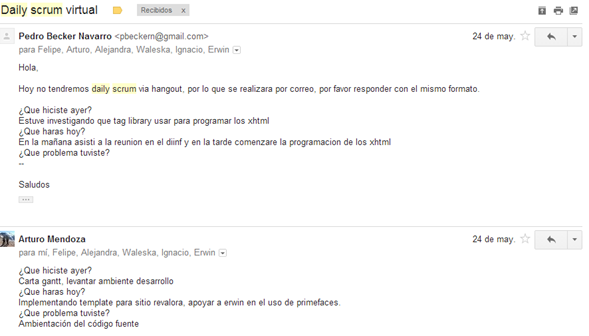 Daily scrum virtual
Recibidos x
Pedro Becker Navarro <pbeckern@gmail.com>
24 de may.
para Felipe, Arturo, Alejandra, Waleska, Ignacio, Erwin
Hola,
Hoy no tendremos daily scrum via hangout, por lo que se realizara por correo, por favor responder con el mismo formato.
¿Que hiciste ayer?
Estuve investigando que tag library usar para programar los xhtml
¿Que haras hoy?
En la mañana asisti a la reunion en el diinf y en la tarde comenzare la programacion de los xhtml
¿Que problema tuviste?
--
Saludos
...
Arturo Mendoza
24 de may.
para mí, Felipe, Alejandra, Waleska, Ignacio, Erwin
¿Que hiciste ayer?
Carta gantt, levantar ambiente desarrollo
¿Que haras hoy?
Implementando template para sitio revalora, apoyar a erwin en el uso de primefaces.
¿Que problema tuviste?
Ambientación del código fuente